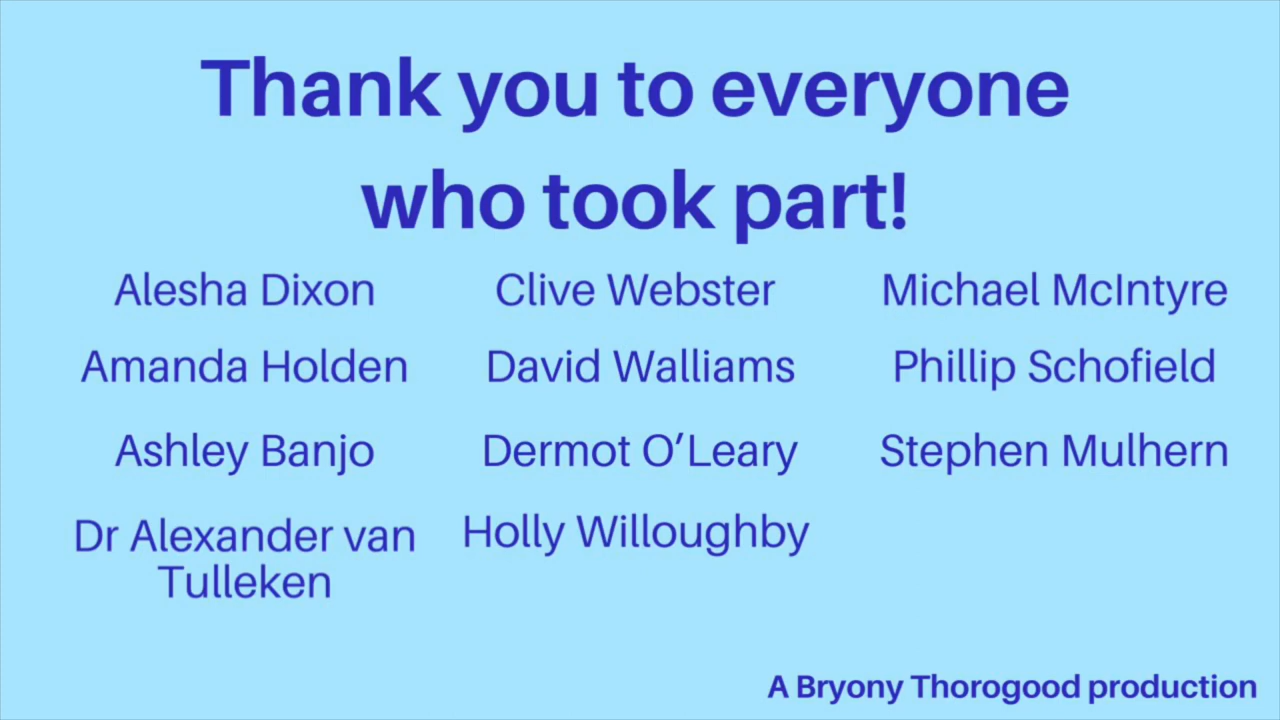 Thank you to everyone
who took part!
Alesha Dixon
Clive Webster
Michael McIntyre
Amanda Holden
David Walliams
Phillip Schofield
Ashley Banjo
Dermot O’Leary
Stephen Mulhern
Dr Alexander van
Tulleken
Holly Willoughby
A Bryony Thorogood production